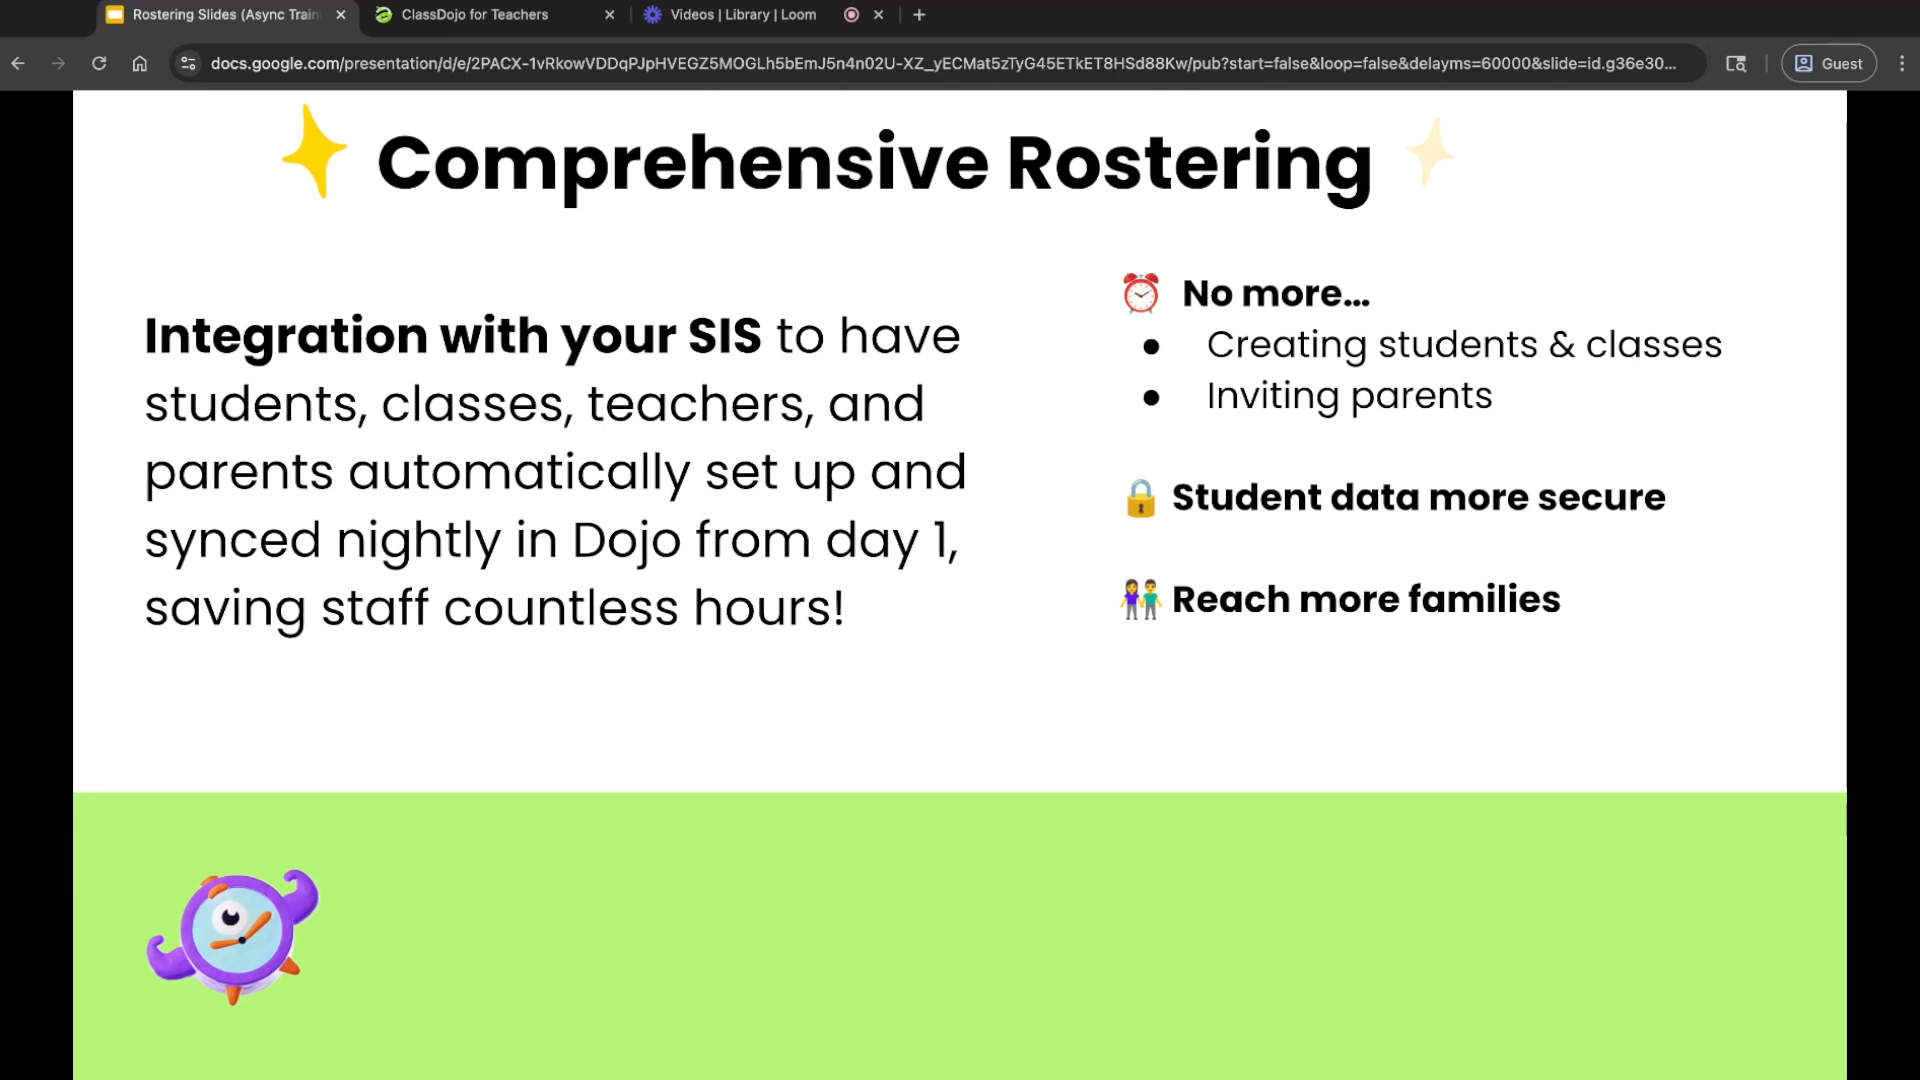 Rostering Slides (Async Train
ClassDojo for Teachers
Videos | Library | Loom
docs.google.com/presentation/d/e/2PACX-1vRkowVDDqPJpHVEGZ5MOGLh5bEmJ5n4n02U-XZ_yECMat5zTyG45ETkET8HSd88Kw/pub?start=false&loop=false&delayms=60000&slide=id.g36e30...
Guest
Comprehensive Rostering
Integration with your SIS to have
students, classes, teachers, and
parents automatically set up and
synced nightly in Dojo from day 1,
saving staff countless hours!
No more...
● Creating students & classes
● Inviting parents
Student data more secure
Reach more families